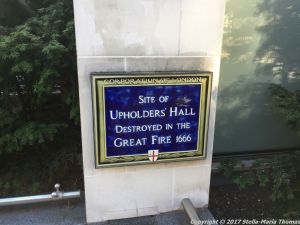 CORPORATION OF LONDON
SITE OF
UPHOLDERS' HALL
DESTROYED IN THE
GREAT FIRE 1666
Copyright © 2017 Stella-Maria Thomas